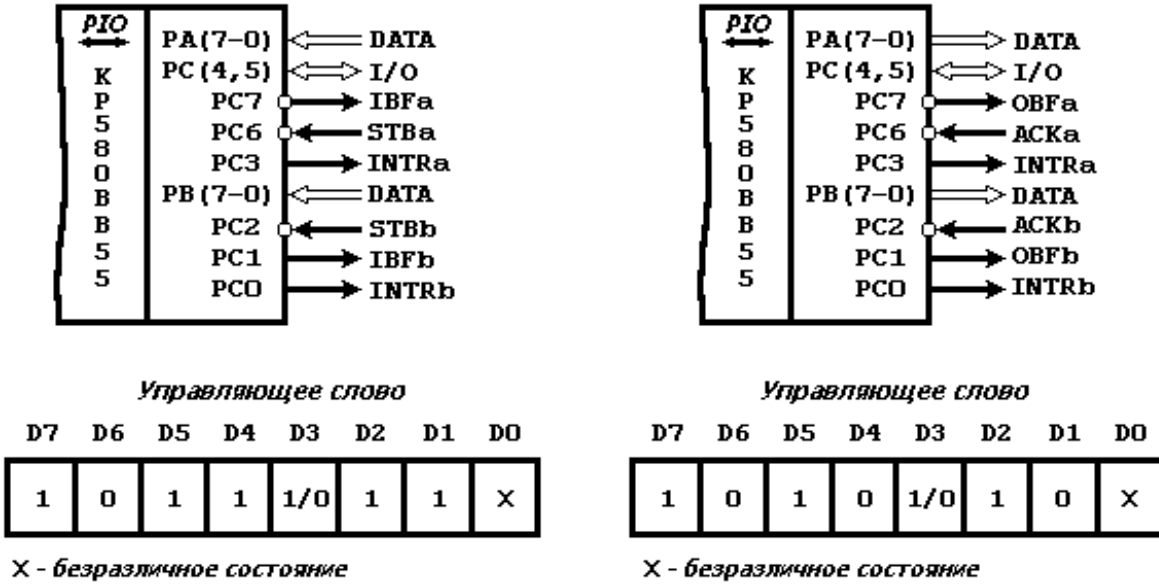 PIO
К Р 5 8 0 В В 5 5
PA(7-0) DATA
PC(4,5) I/O
PC7 IBFa
PC6 STBa
PC3 INTRa
PB(7-0) DATA
PC2 STBb
PC1 IBFb
PC0 INTRb
PIO
К Р 5 8 0 В В 5 5
PA(7-0) DATA
PC(4,5) I/O
PC7 OBFa
PC6 ACKa
PC3 INTRa
PB(7-0) DATA
PC2 ACKb
PC1 OBFb
PC0 INTRb
Управляющее слово
D7 D6 D5 D4 D3 D2 D1 D0
1 0 1 1 1/0 1 1 X
X - безразличное состояние
Управляющее слово
D7 D6 D5 D4 D3 D2 D1 D0
1 0 1 0 1/0 1 0 X
X - безразличное состояние